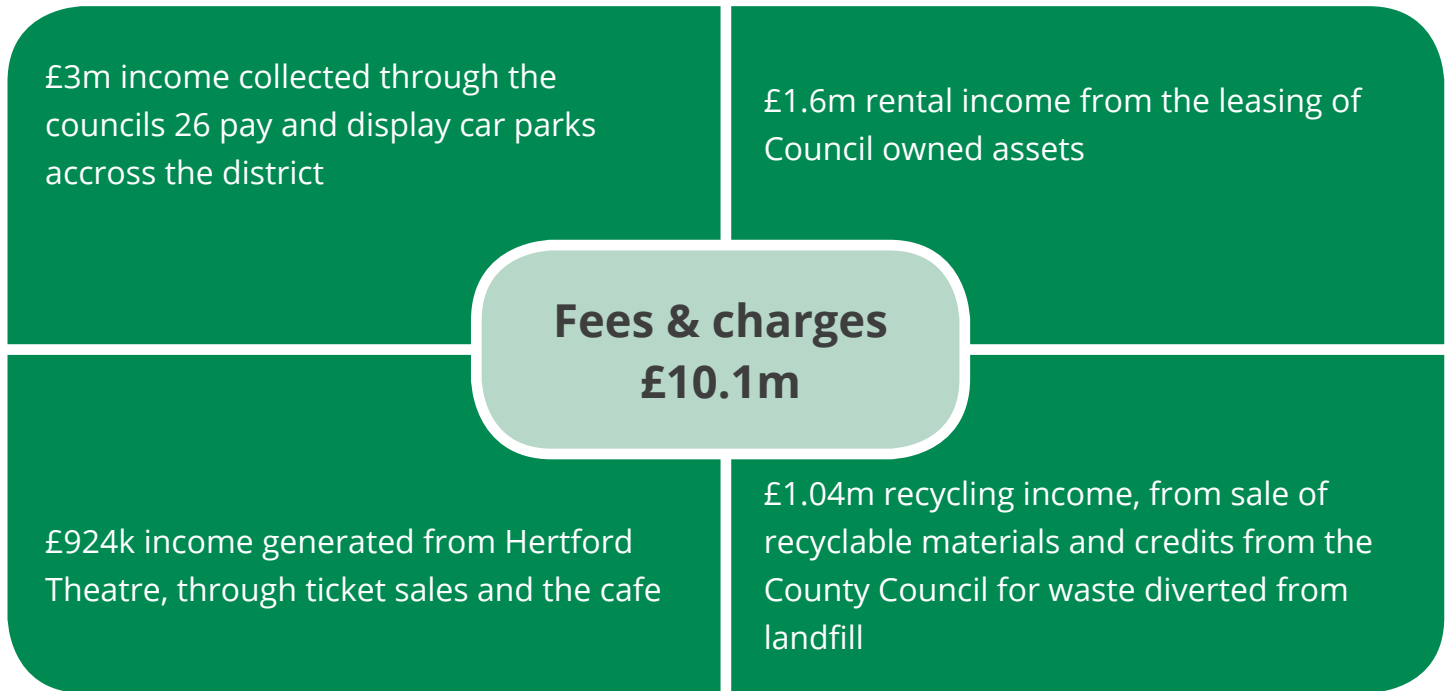 £3m income collected through the
councils 26 pay and display car parks
accross the district
£1.6m rental income from the leasing of
Council owned assets
Fees & charges
£10.1m
£924k income generated from Hertford
Theatre, through ticket sales and the cafe
£1.04m recycling income, from sale of
recyclable materials and credits from the
County Council for waste diverted from
landfill